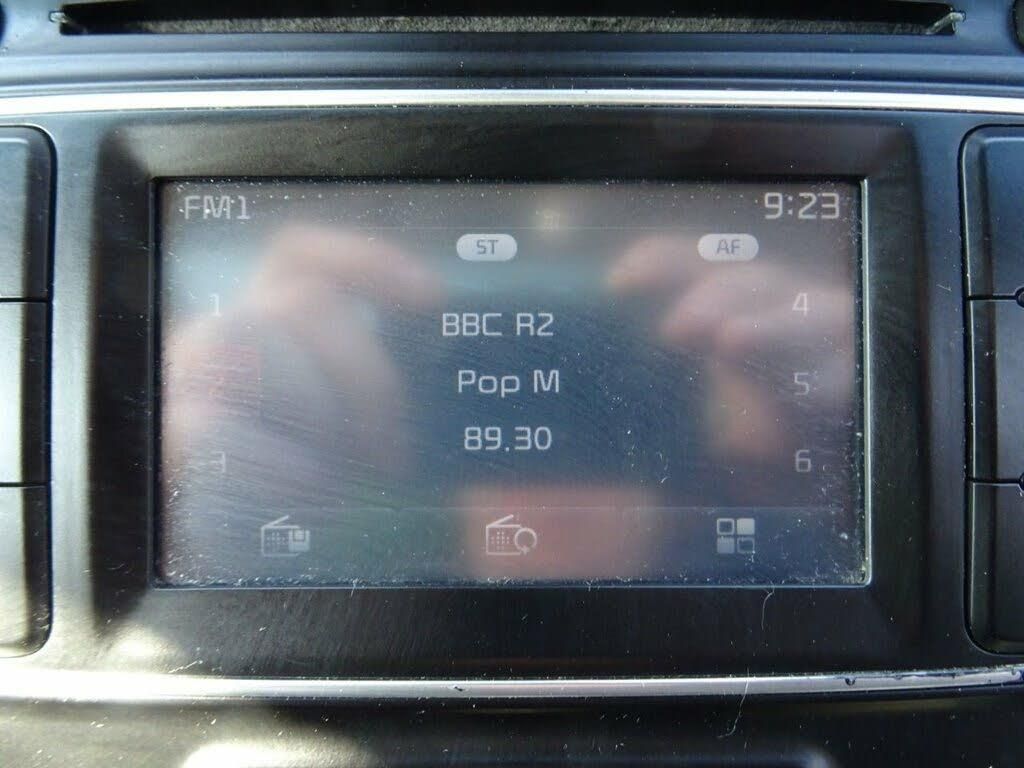 FM1 9:23
ST AF
1 4
BBC R2
Pop M 5
89.30
3 6